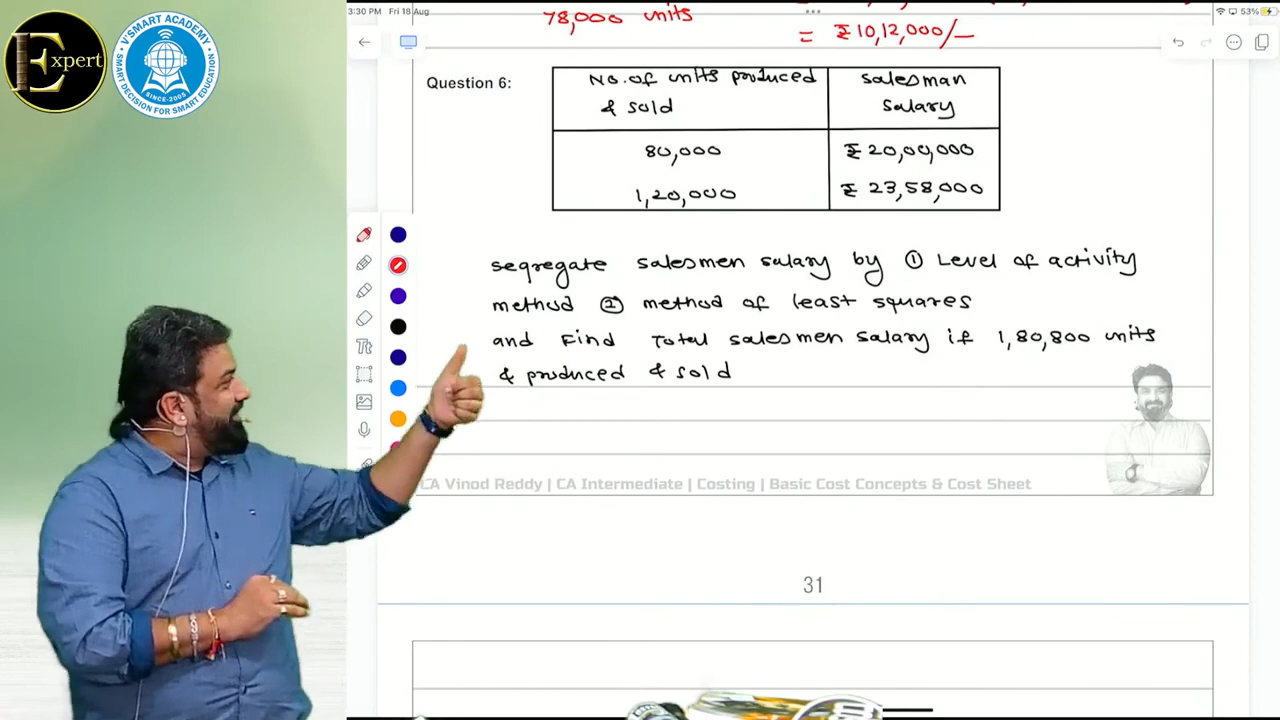 3:30 PM Fri 18 Aug
53%
Expert
V'SMART ACADEMY
SINCE-2005
SMART DECISION FOR SMART EDUCATION
78,000 units
= ₹10,12,000/-
Question 6:
No. of units produced & sold
Salesman Salary
80,000
₹ 20,00,000
1,20,000
₹ 23,58,000
segregate salesmen salary by ① Level of activity
method ② method of least squares
and Find Total salesmen salary if 1,80,800 units
& produced & sold
Tt
CA Vinod Reddy | CA Intermediate | Costing | Basic Cost Concepts & Cost Sheet
31